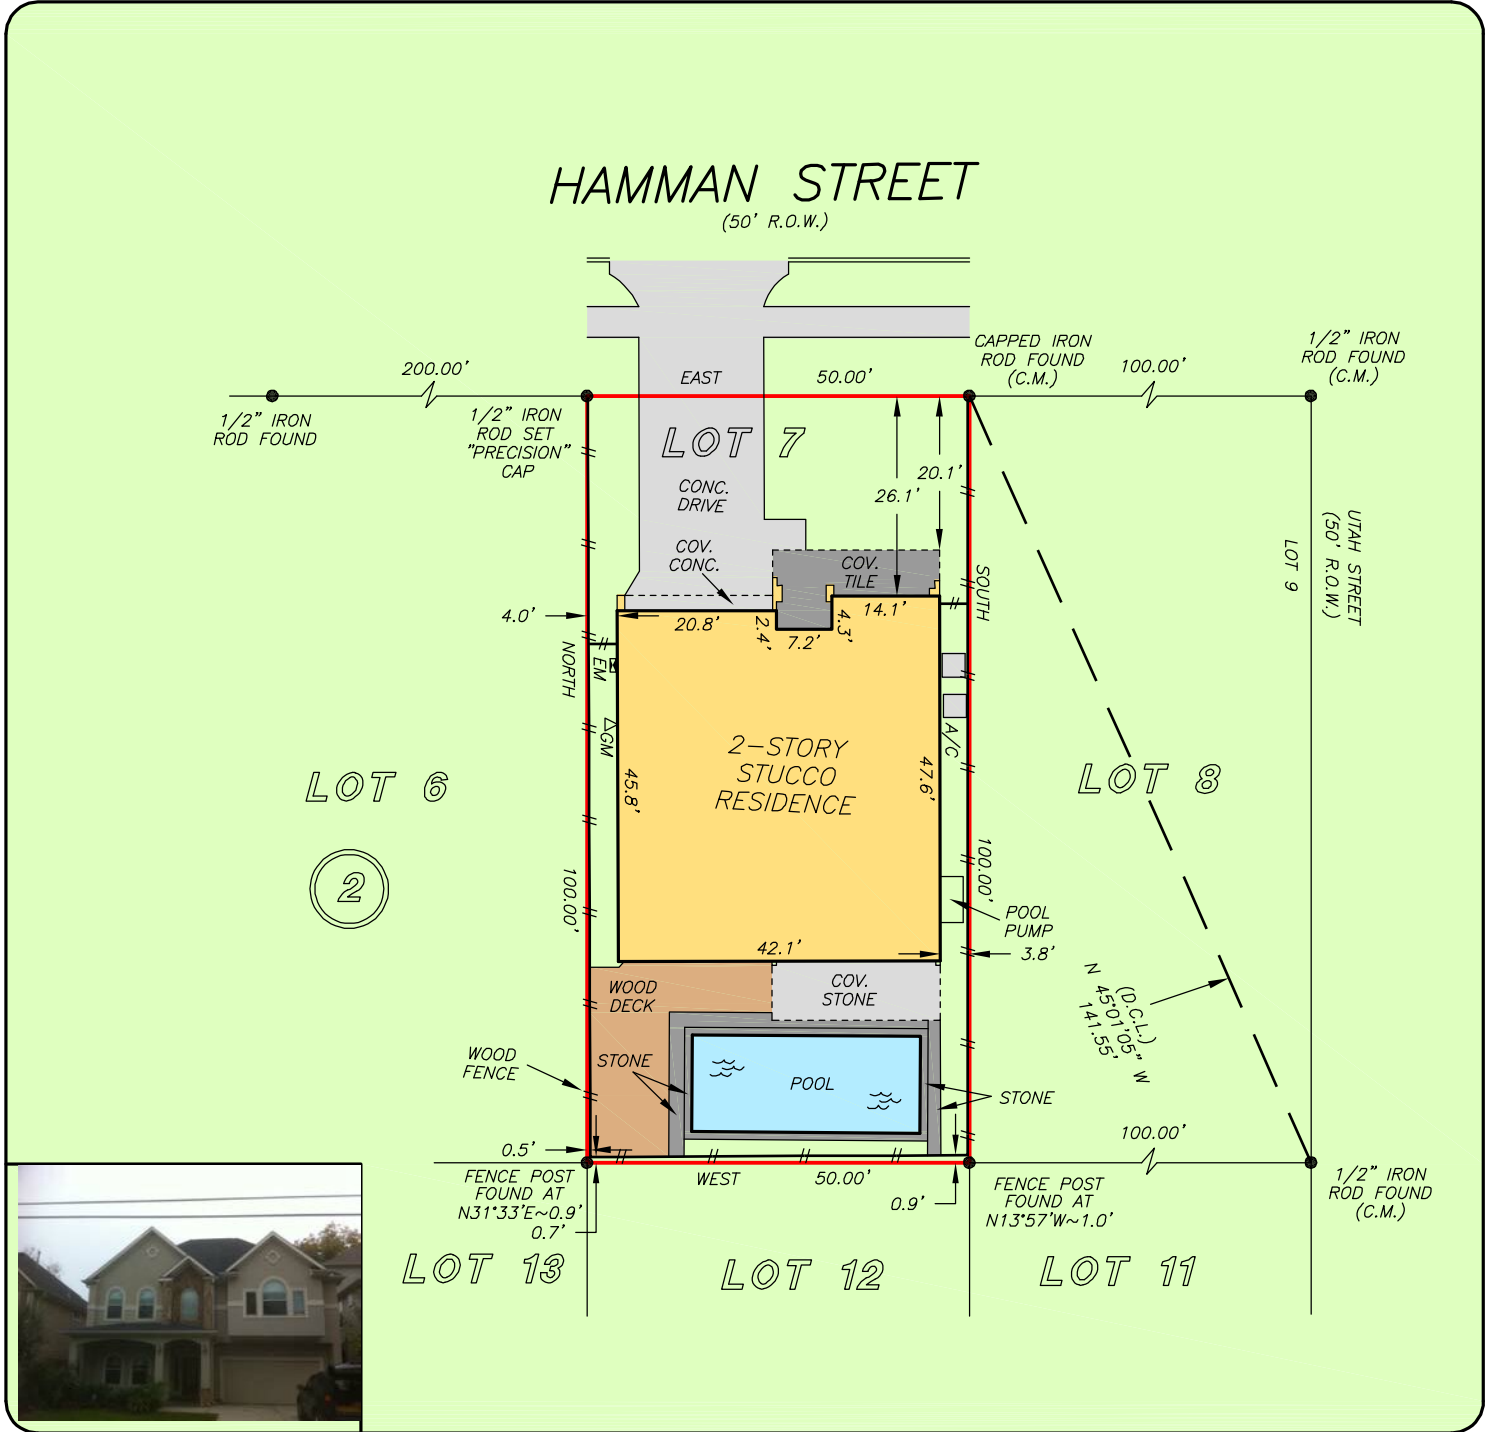 HAMMAN STREET
(50' R.O.W.)
200.00'
EAST
50.00'
CAPPED IRON
ROD FOUND
(C.M.)
100.00'
1/2" IRON
ROD FOUND
(C.M.)
1/2" IRON
ROD FOUND
1/2" IRON
ROD SET
"PRECISION"
CAP
LOT 7
CONC.
DRIVE
20.1'
26.1'
COV.
CONC.
COV.
TILE
SOUTH
UTAH STREET
(50' R.O.W.)
LOT 9
4.0'
20.8'
2.4'
7.2'
4.3'
14.1'
NORTH
EM
GM
A/C
2-STORY
STUCCO
RESIDENCE
45.8'
47.6'
LOT 6
LOT 8
2
100.00'
100.00'
POOL
PUMP
42.1'
3.8'
WOOD
DECK
COV.
STONE
(D.C.L.)
N 45°01'05" W
141.55'
WOOD
FENCE
STONE
POOL
STONE
0.5'
WEST
50.00'
100.00'
FENCE POST
FOUND AT
N31°33'E~0.9'
0.7'
0.9'
FENCE POST
FOUND AT
N13°57'W~1.0'
1/2" IRON
ROD FOUND
(C.M.)
LOT 13
LOT 12
LOT 11